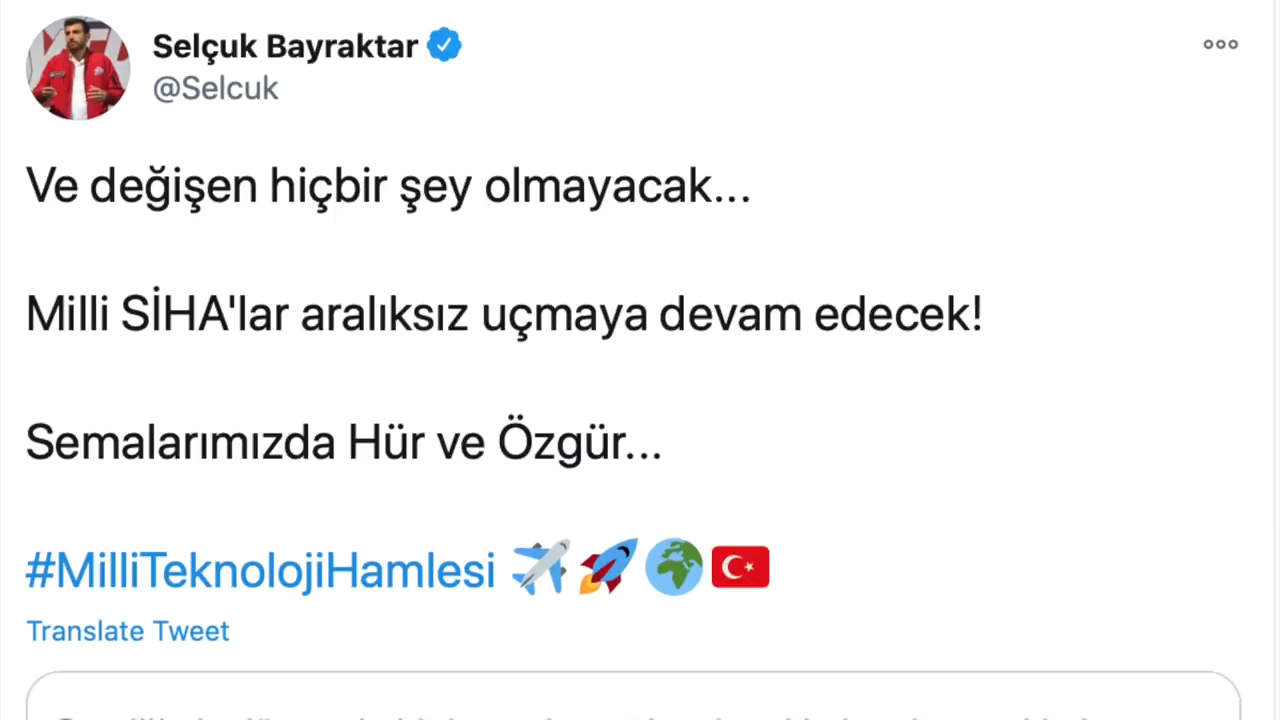 Selçuk Bayraktar
@Selcuk
Ve değişen hiçbir şey olmayacak...
Milli SİHA'lar aralıksız uçmaya devam edecek!
Semalarımızda Hür ve Özgür...
#MilliTeknolojiHamlesi
Translate Tweet